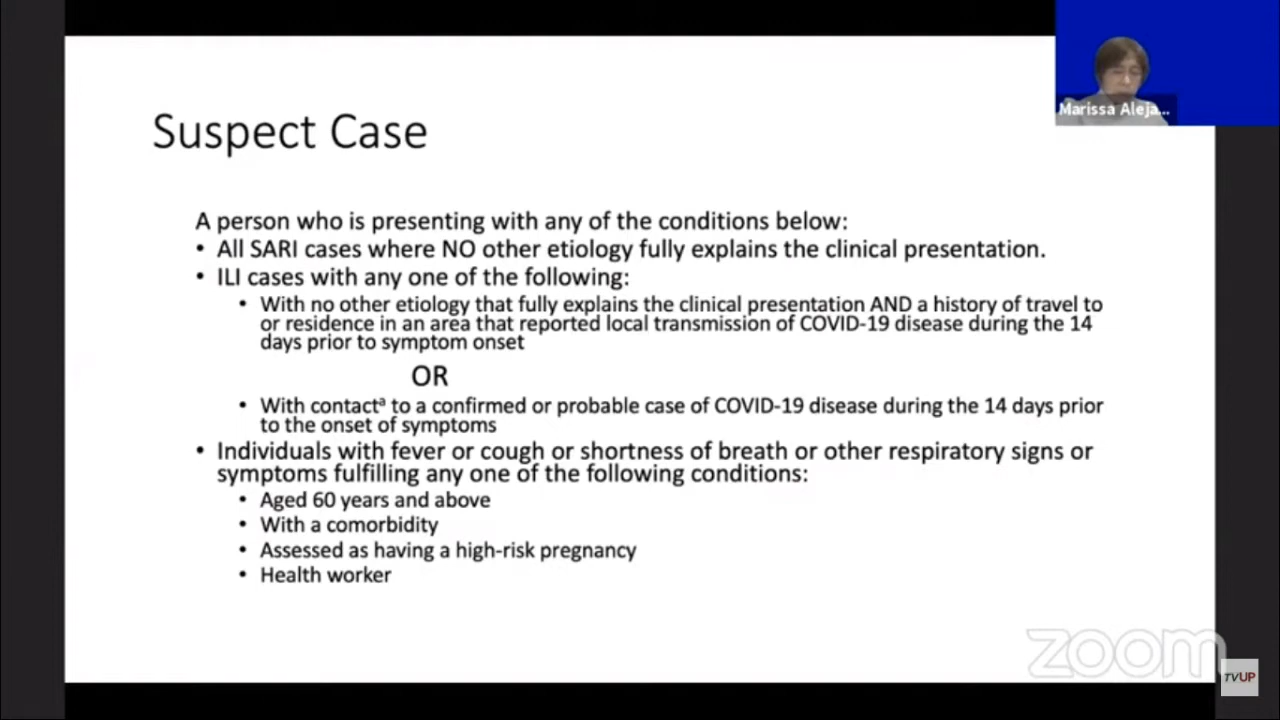 Marissa Aleja...
Suspect Case
A person who is presenting with any of the conditions below:
• All SARI cases where NO other etiology fully explains the clinical presentation.
• ILI cases with any one of the following:
• With no other etiology that fully explains the clinical presentation AND a history of travel to
or residence in an area that reported local transmission of COVID-19 disease during the 14
days prior to symptom onset
OR
• With contactᵃ to a confirmed or probable case of COVID-19 disease during the 14 days prior
to the onset of symptoms
• Individuals with fever or cough or shortness of breath or other respiratory signs or
symptoms fulfilling any one of the following conditions:
• Aged 60 years and above
• With a comorbidity
• Assessed as having a high-risk pregnancy
• Health worker
zoom
TVUP